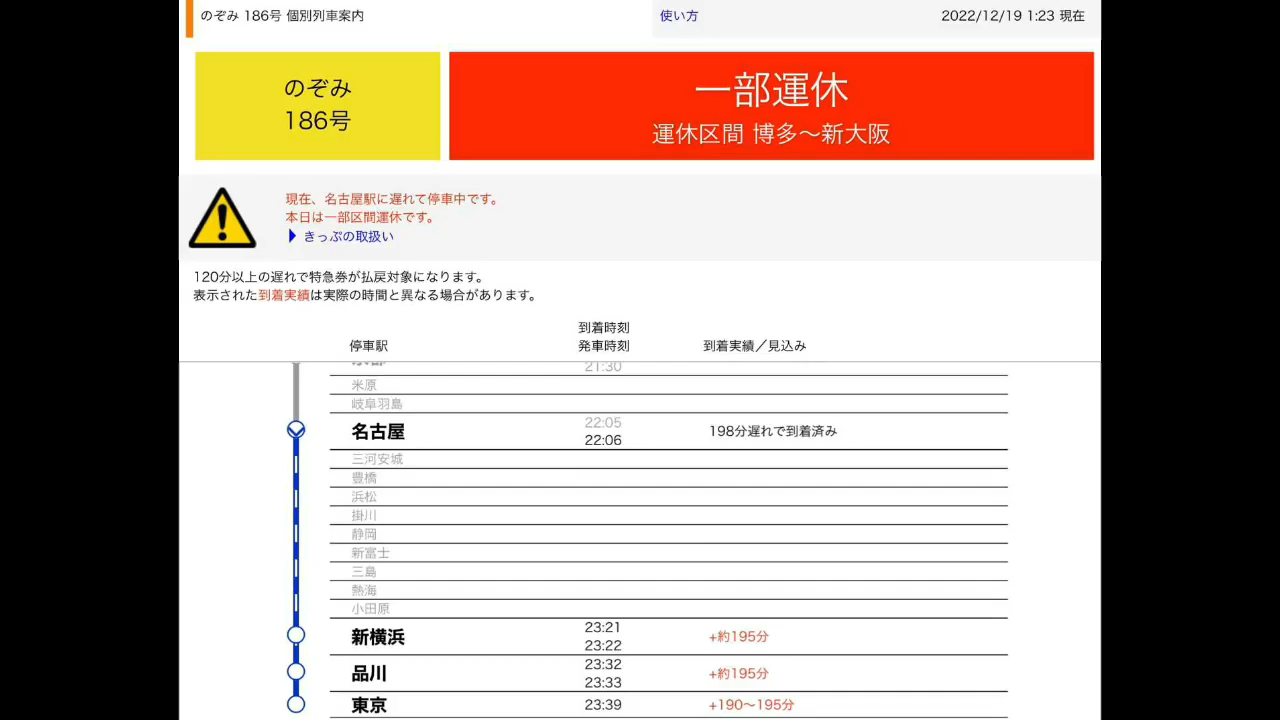 のぞみ 186号 個別列車案内
使い方
2022/12/19 1:23 現在
のぞみ
186号
一部運休
運休区間 博多〜新大阪
現在、名古屋駅に遅れて停車中です。
本日は一部区間運休です。
きっぷの取扱い
120分以上の遅れで特急券が払戻対象になります。
表示された到着実績は実際の時間と異なる場合があります。
到着時刻
停車駅 発車時刻 到着実績／見込み
21:30
米原
岐阜羽島
22:05
名古屋 22:06 198分遅れで到着済み
三河安城
豊橋
浜松
掛川
静岡
新富士
三島
熱海
小田原
23:21
新横浜 23:22 +約195分
23:32
品川 23:33 +約195分
東京 23:39 +190〜195分